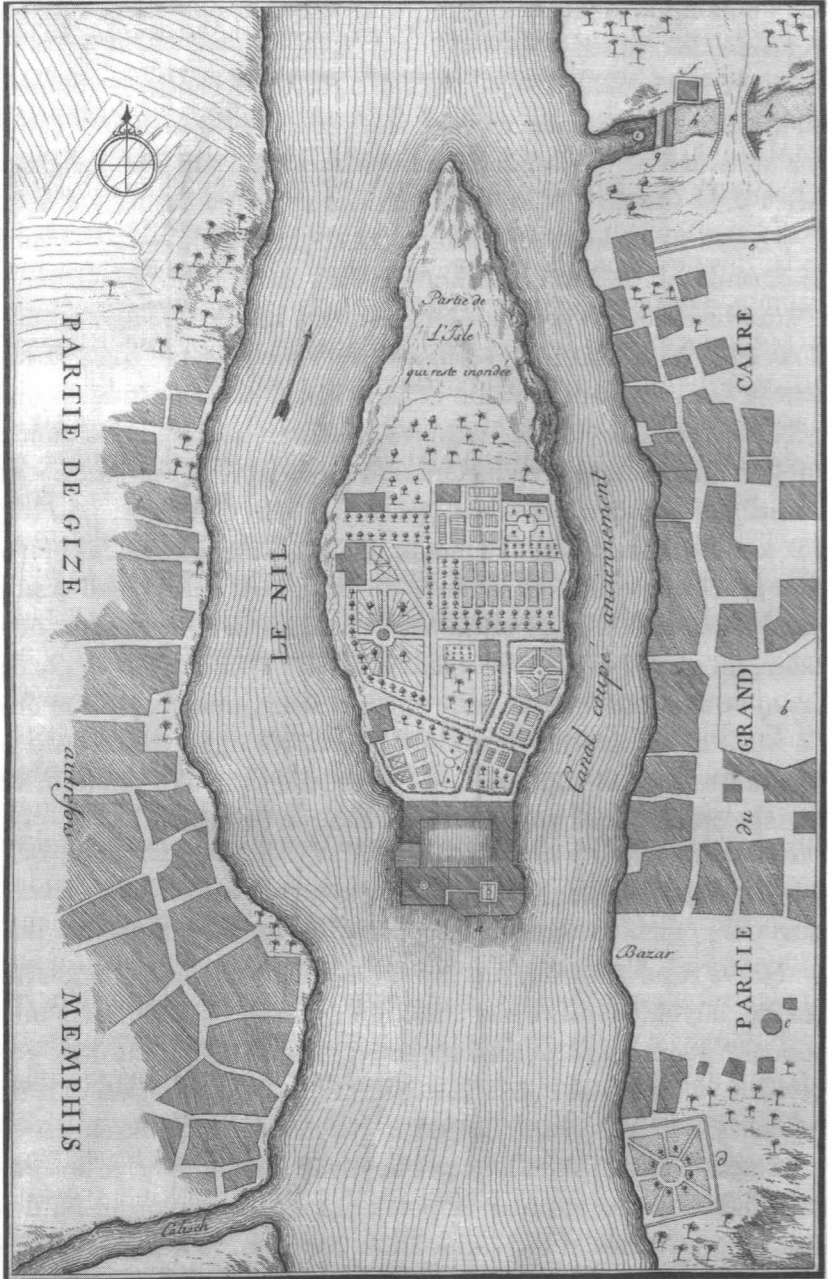 f
h
k
h
i
g
e
Partie de
L'Isle
qui reste inondée
PARTIE DE GIZE
autrefois
MEMPHIS
LE NIL
Canal coupé anciennement
PARTIE
du
GRAND
CAIRE
b
a
Bazar
c
d
Calisch